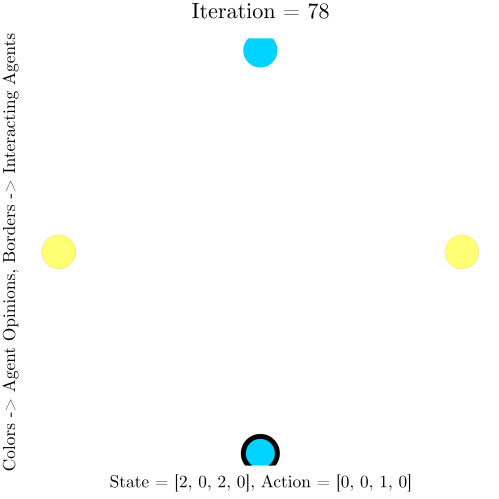 Iteration = 78
Colors -> Agent Opinions, Borders -> Interacting Agents
State = [2, 0, 2, 0], Action = [0, 0, 1, 0]